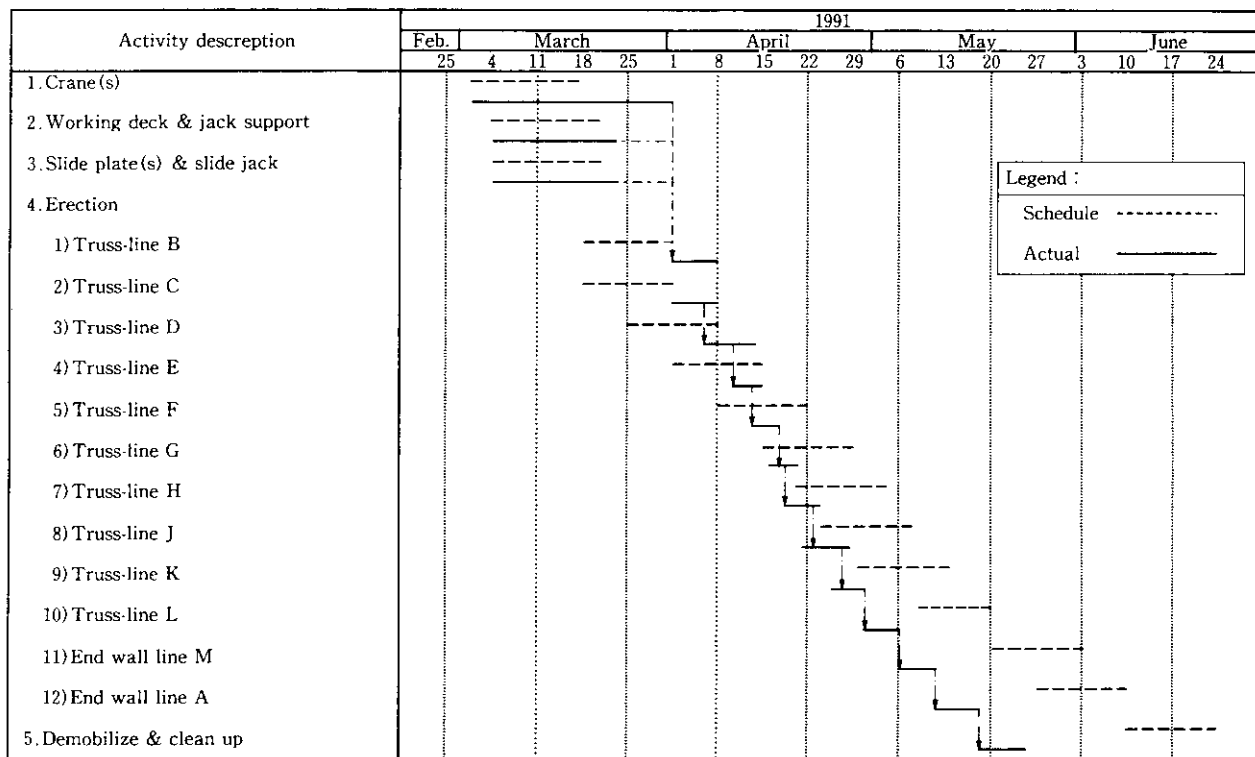 1991
Activity descreption
Feb. March April May June
25 4 11 18 25 1 8 15 22 29 6 13 20 27 3 10 17 24
1. Crane(s)
2. Working deck & jack support
3. Slide plate(s) & slide jack
4. Erection
1) Truss-line B
2) Truss-line C
3) Truss-line D
4) Truss-line E
5) Truss-line F
6) Truss-line G
7) Truss-line H
8) Truss-line J
9) Truss-line K
10) Truss-line L
11) End wall line M
12) End wall line A
5. Demobilize & clean up
Legend :
Schedule
Actual